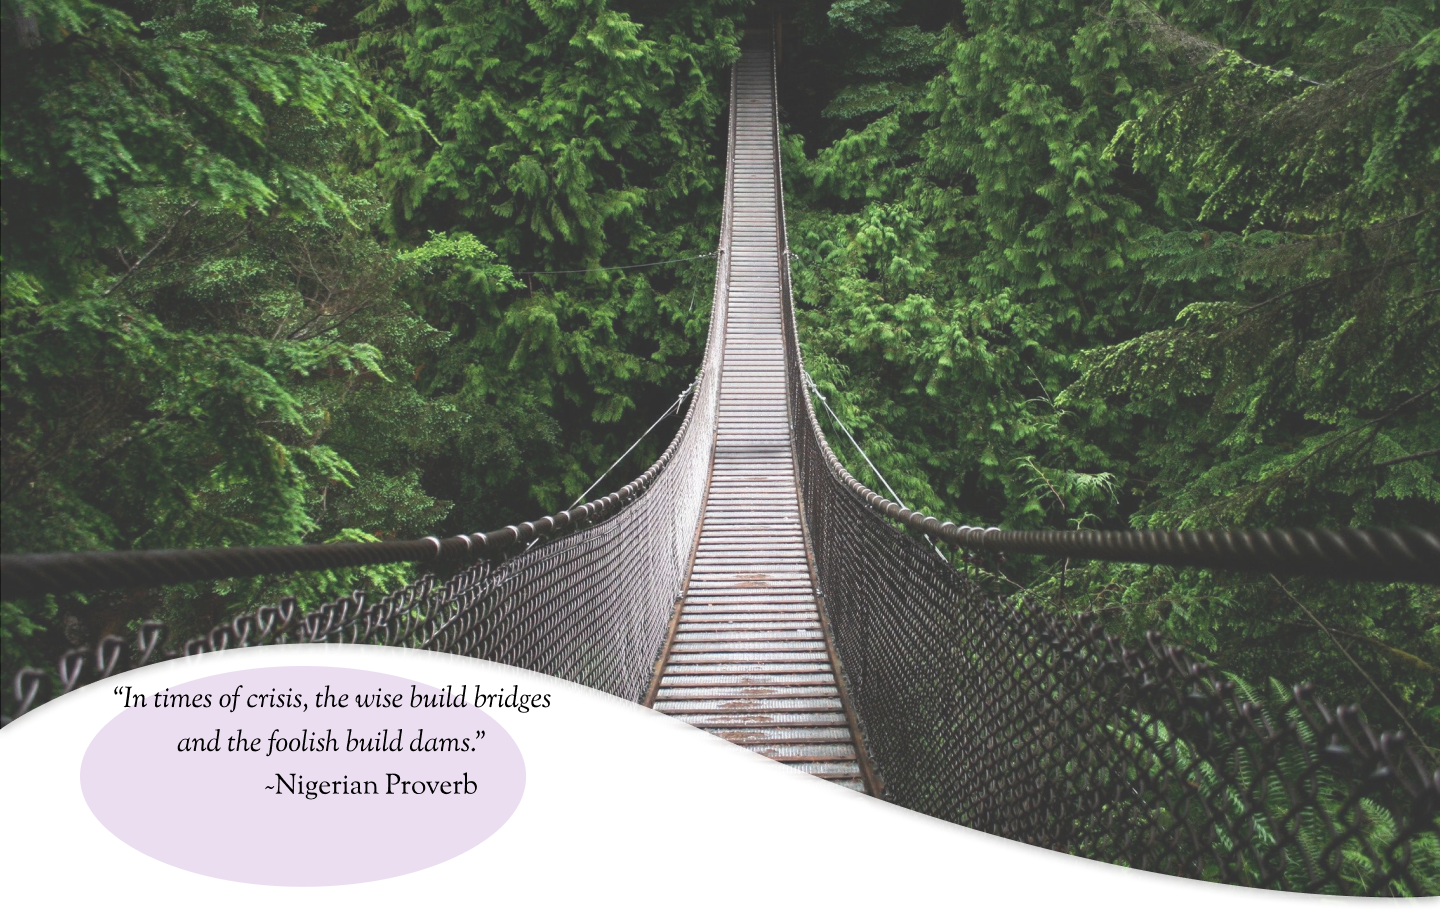 “In times of crisis, the wise build bridges
and the foolish build dams.”
~Nigerian Proverb